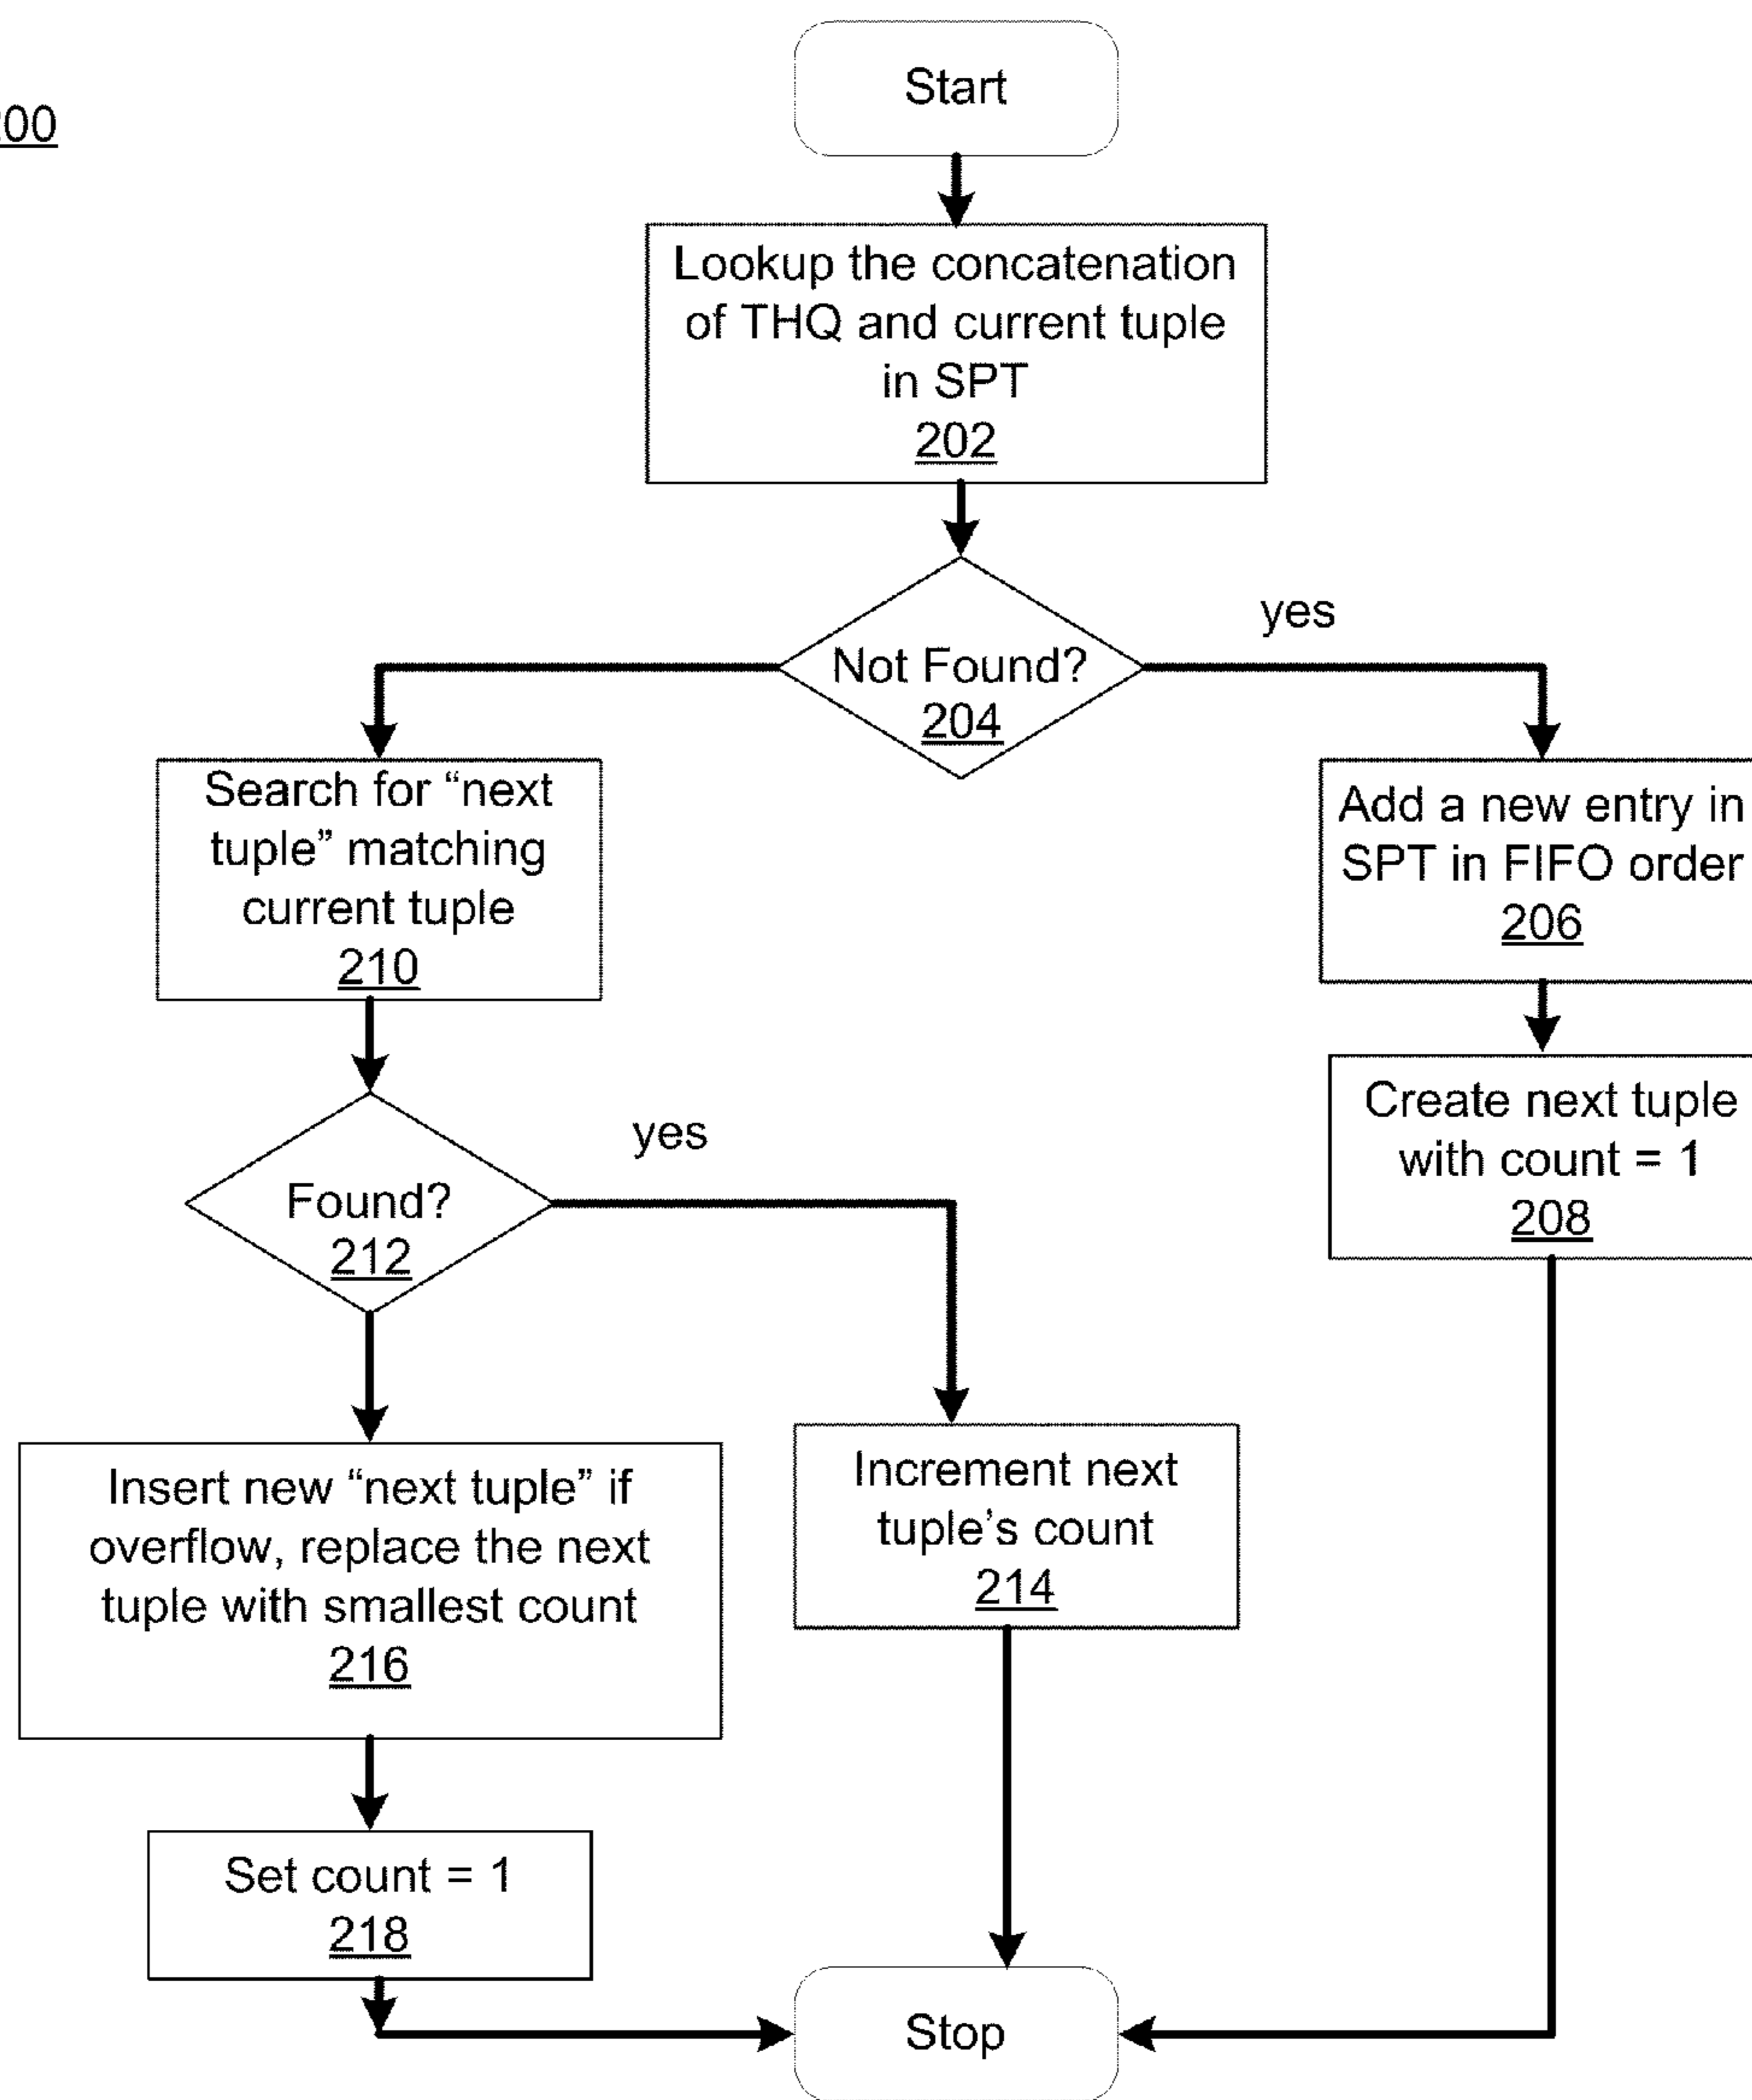 Start
Lookup the concatenation
of THQ and current tuple
in SPT
202
yes
Not Found?
204
Search for “next
tuple” matching
current tuple
210
Add a new entry in
SPT in FIFO order
206
Create next tuple
with count = 1
208
yes
Found?
212
Insert new “next tuple” if
overflow, replace the next
tuple with smallest count
216
Increment next
tuple’s count
214
Set count = 1
218
Stop